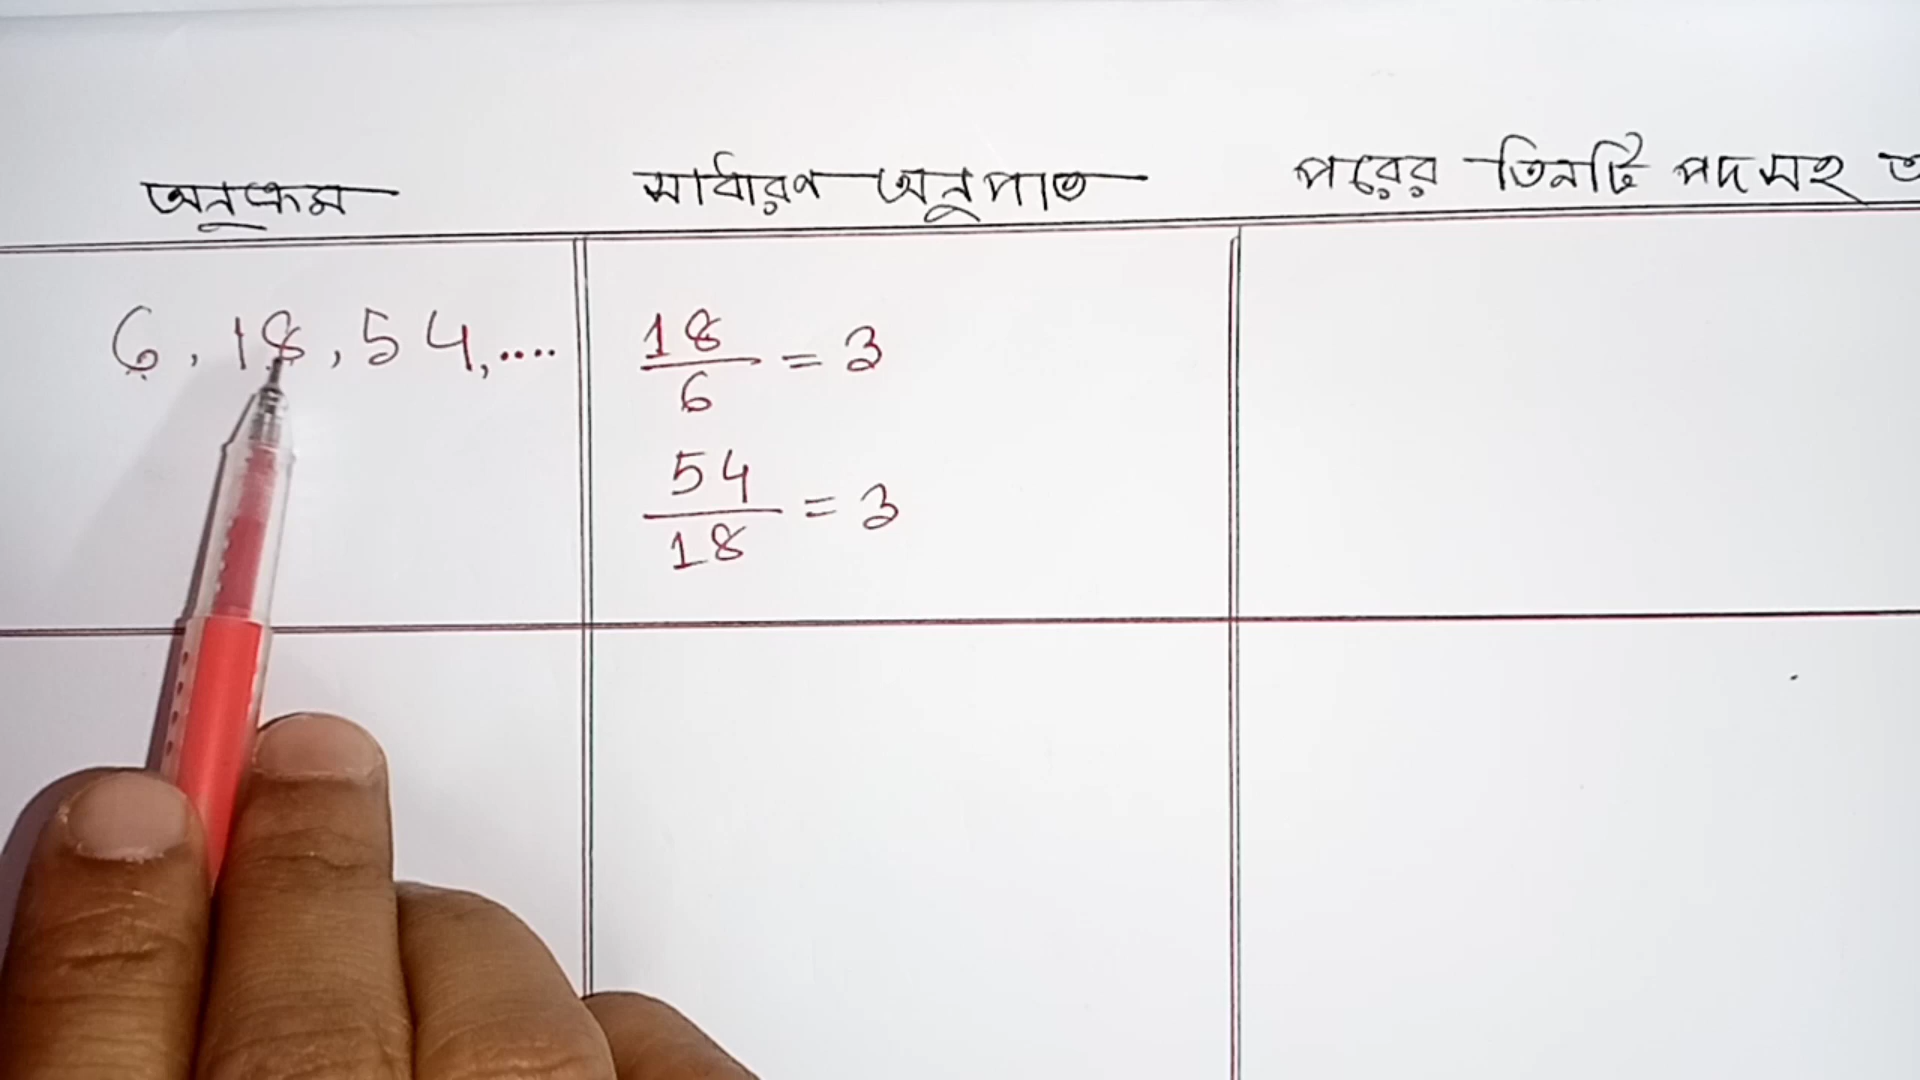 অনুক্রম সাধারণ অনুপাত পরের তিনটি পদসহ
6, 18, 54, .... 18/6 = 3
54/18 = 3